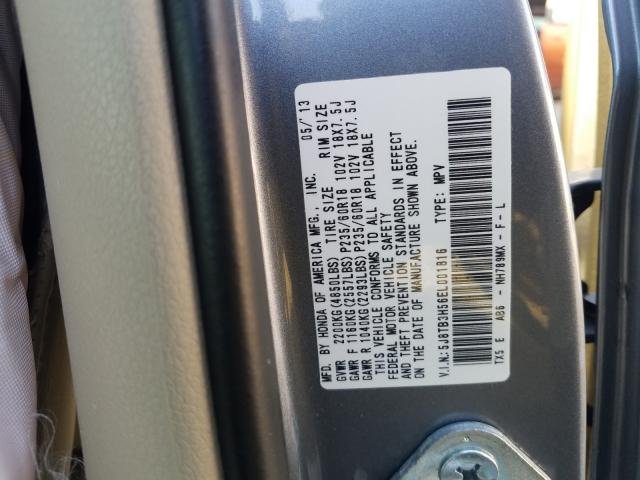 MFD. BY HONDA OF AMERICA MFG., INC. 05/'13
GVWR 2200KG(4850LBS) TIRE SIZE RIM SIZE
GAWR F 1160KG(2557LBS) P235/60R18 102V 18X7.5J
GAWR R 1040KG(2293LBS) P235/60R18 102V 18X7.5J
THIS VEHICLE CONFORMS TO ALL APPLICABLE
FEDERAL MOTOR VEHICLE SAFETY
AND THEFT PREVENTION STANDARDS IN EFFECT
ON THE DATE OF MANUFACTURE SHOWN ABOVE.
V.I.N.: 5J8TB3H56EL001816 TYPE: MPV
TX5 E AB6 - NH789MX - F - L